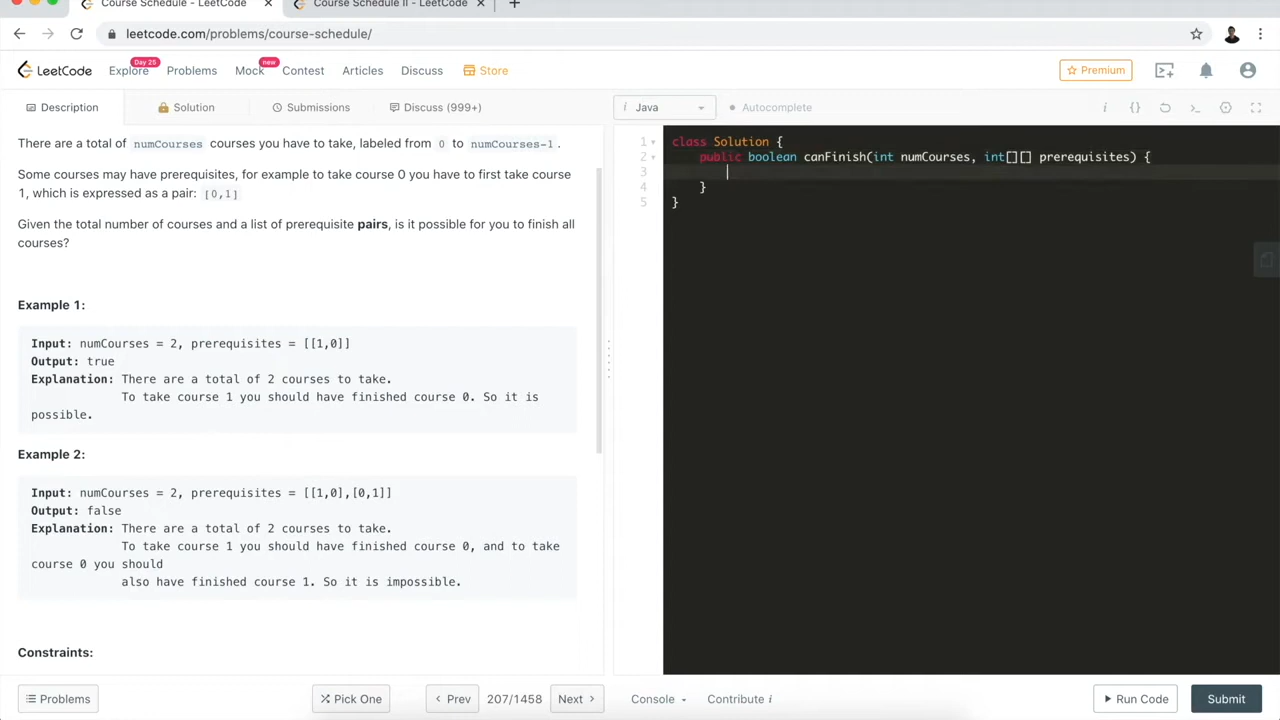 Course Schedule - LeetCode
Course Schedule II - LeetCode
leetcode.com/problems/course-schedule/
LeetCode
Explore
Day 25
Problems
Mock
new
Contest
Articles
Discuss
Store
Premium
Description
Solution
Submissions
Discuss (999+)
i Java
Autocomplete
i {}
There are a total of numCourses courses you have to take, labeled from 0 to numCourses-1.
Some courses may have prerequisites, for example to take course 0 you have to first take course
1, which is expressed as a pair: [0,1]
Given the total number of courses and a list of prerequisite pairs, is it possible for you to finish all
courses?
Example 1:
Input: numCourses = 2, prerequisites = [[1,0]]
Output: true
Explanation: There are a total of 2 courses to take.
To take course 1 you should have finished course 0. So it is
possible.
Example 2:
Input: numCourses = 2, prerequisites = [[1,0],[0,1]]
Output: false
Explanation: There are a total of 2 courses to take.
To take course 1 you should have finished course 0, and to take
course 0 you should
also have finished course 1. So it is impossible.
Constraints:
1 class Solution {
2 public boolean canFinish(int numCourses, int[][] prerequisites) {
3
4 }
5 }
Problems
Pick One
Prev
207/1458
Next
Console
Contribute i
Run Code
Submit